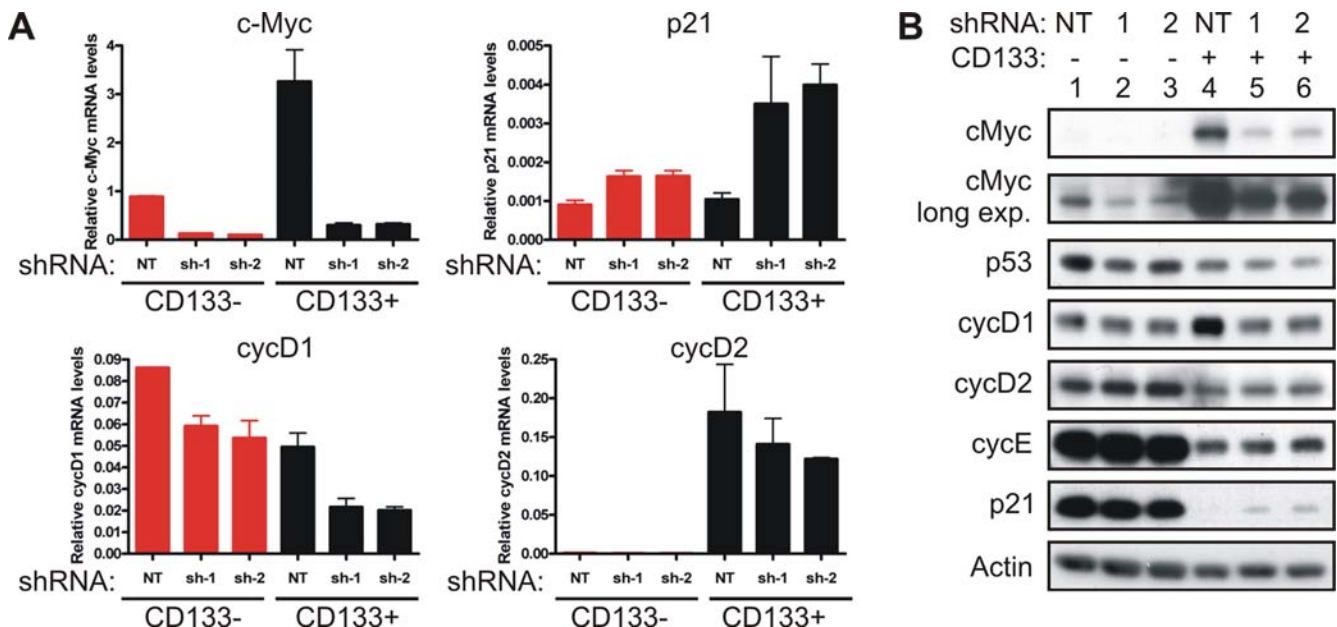 A
c-Myc
Relative c-Myc mRNA levels
4
3
2
1
0
shRNA: NT sh-1 sh-2 NT sh-1 sh-2
CD133- CD133+
p21
Relative p21 mRNA levels
0.005
0.004
0.003
0.002
0.001
0.000
shRNA: NT sh-1 sh-2 NT sh-1 sh-2
CD133- CD133+
cycD1
Relative cycD1 mRNA levels
0.09
0.08
0.07
0.06
0.05
0.04
0.03
0.02
0.01
0.00
shRNA: NT sh-1 sh-2 NT sh-1 sh-2
CD133- CD133+
cycD2
Relative cycD2 mRNA levels
0.25
0.20
0.15
0.10
0.05
0.00
shRNA: NT sh-1 sh-2 NT sh-1 sh-2
CD133- CD133+
B
shRNA: NT 1 2 NT 1 2
CD133: - - - + + +
1 2 3 4 5 6
cMyc
cMyc
long exp.
p53
cycD1
cycD2
cycE
p21
Actin